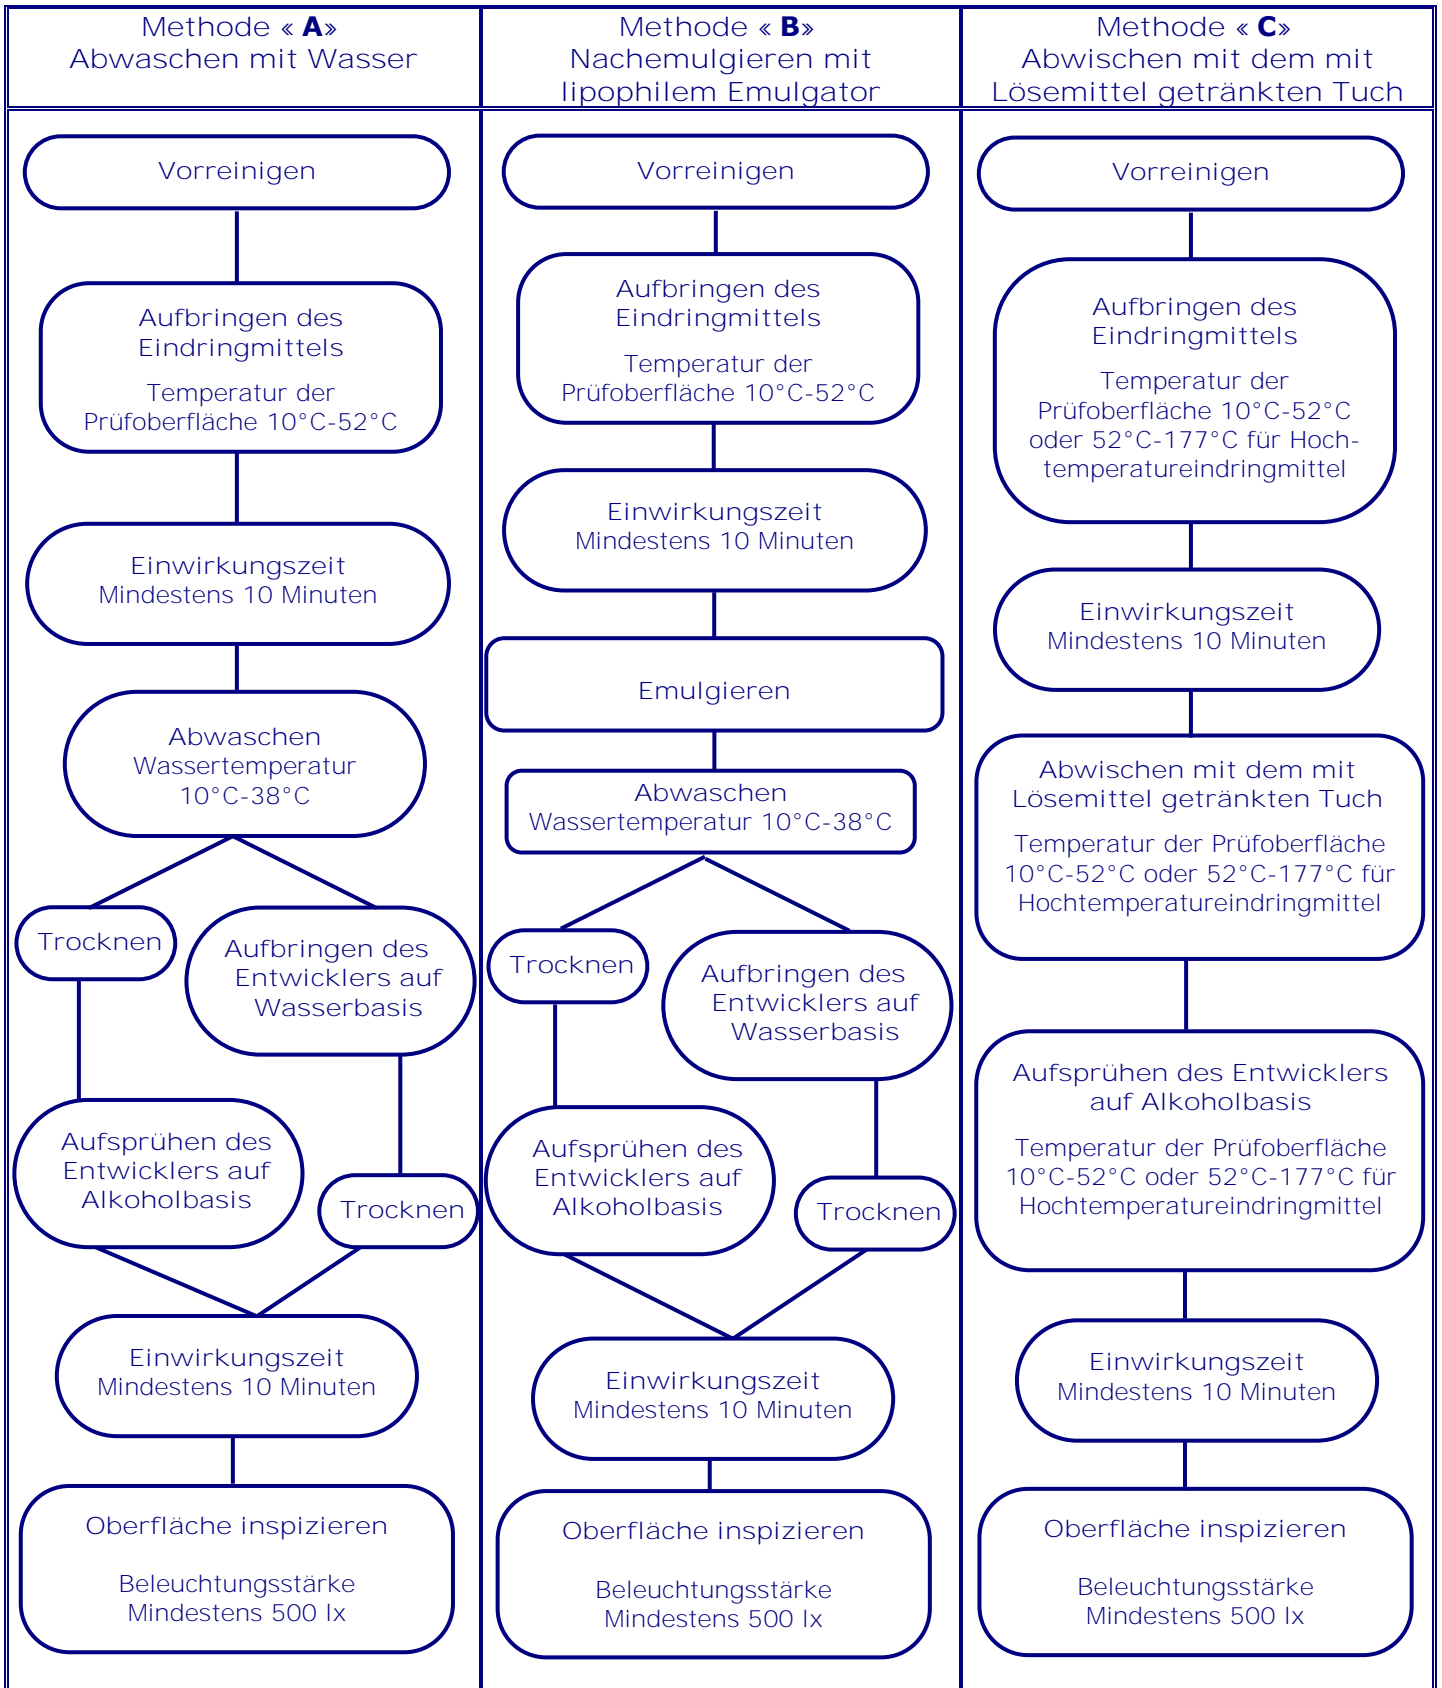 Methode « A»
Abwaschen mit Wasser
Methode « B»
Nachemulgieren mit
lipophilem Emulgator
Methode « C»
Abwischen mit dem mit
Lösemittel getränkten Tuch
Vorreinigen
Aufbringen des
Eindringmittels
Temperatur der
Prüfoberfläche 10°C-52°C
Einwirkungszeit
Mindestens 10 Minuten
Abwaschen
Wassertemperatur
10°C-38°C
Trocknen
Aufbringen des
Entwicklers auf
Wasserbasis
Aufsprühen des
Entwicklers auf
Alkoholbasis
Trocknen
Einwirkungszeit
Mindestens 10 Minuten
Oberfläche inspizieren
Beleuchtungsstärke
Mindestens 500 lx
Vorreinigen
Aufbringen des
Eindringmittels
Temperatur der
Prüfoberfläche 10°C-52°C
Einwirkungszeit
Mindestens 10 Minuten
Emulgieren
Abwaschen
Wassertemperatur 10°C-38°C
Trocknen
Aufbringen des
Entwicklers auf
Wasserbasis
Aufsprühen des
Entwicklers auf
Alkoholbasis
Trocknen
Einwirkungszeit
Mindestens 10 Minuten
Oberfläche inspizieren
Beleuchtungsstärke
Mindestens 500 lx
Vorreinigen
Aufbringen des
Eindringmittels
Temperatur der
Prüfoberfläche 10°C-52°C
oder 52°C-177°C für Hoch-
temperatureindringmittel
Einwirkungszeit
Mindestens 10 Minuten
Abwischen mit dem mit
Lösemittel getränkten Tuch
Temperatur der Prüfoberfläche
10°C-52°C oder 52°C-177°C für
Hochtemperatureindringmittel
Aufsprühen des Entwicklers
auf Alkoholbasis
Temperatur der Prüfoberfläche
10°C-52°C oder 52°C-177°C für
Hochtemperatureindringmittel
Einwirkungszeit
Mindestens 10 Minuten
Oberfläche inspizieren
Beleuchtungsstärke
Mindestens 500 lx